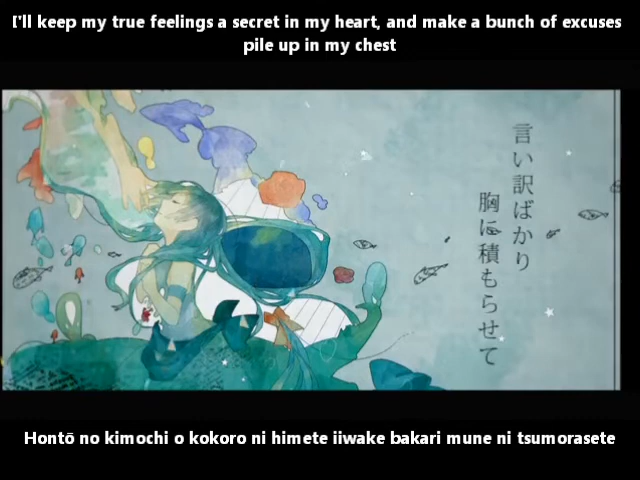 I'll keep my true feelings a secret in my heart, and make a bunch of excuses
pile up in my chest
言い訳ばかり
胸に積もらせて
Hontō no kimochi o kokoro ni himete iiwake bakari mune ni tsumorasete